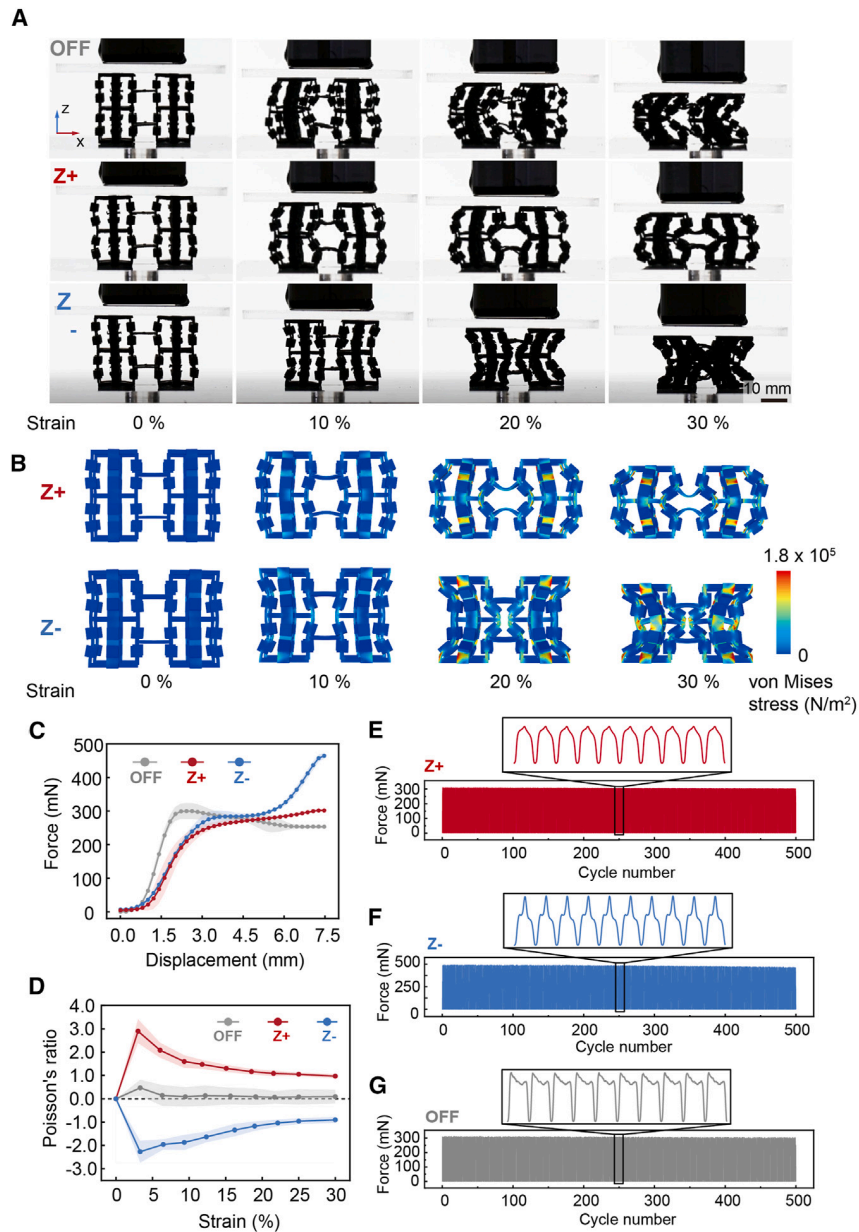 A
OFF
z
x
Z+
Z
-
10 mm
Strain 0 % 10 % 20 % 30 %
B
Z+
1.8 x 10⁵
Z-
0
Strain 0 % 10 % 20 % 30 % von Mises
stress (N/m²)
C
500
400
300
200
100
0
OFF Z+ Z-
Force (mN)
0.0 1.5 3.0 4.5 6.0 7.5
Displacement (mm)
D
4.0
3.0
2.0
1.0
0.0
-1.0
-2.0
-3.0
OFF Z+ Z-
Poisson's ratio
0 5 10 15 20 25 30
Strain (%)
E
Z+
Force (mN)
300
200
100
0
0 100 200 300 400 500
Cycle number
F
Z-
Force (mN)
500
250
0
0 100 200 300 400 500
Cycle number
G
OFF
Force (mN)
300
200
100
0
0 100 200 300 400 500
Cycle number